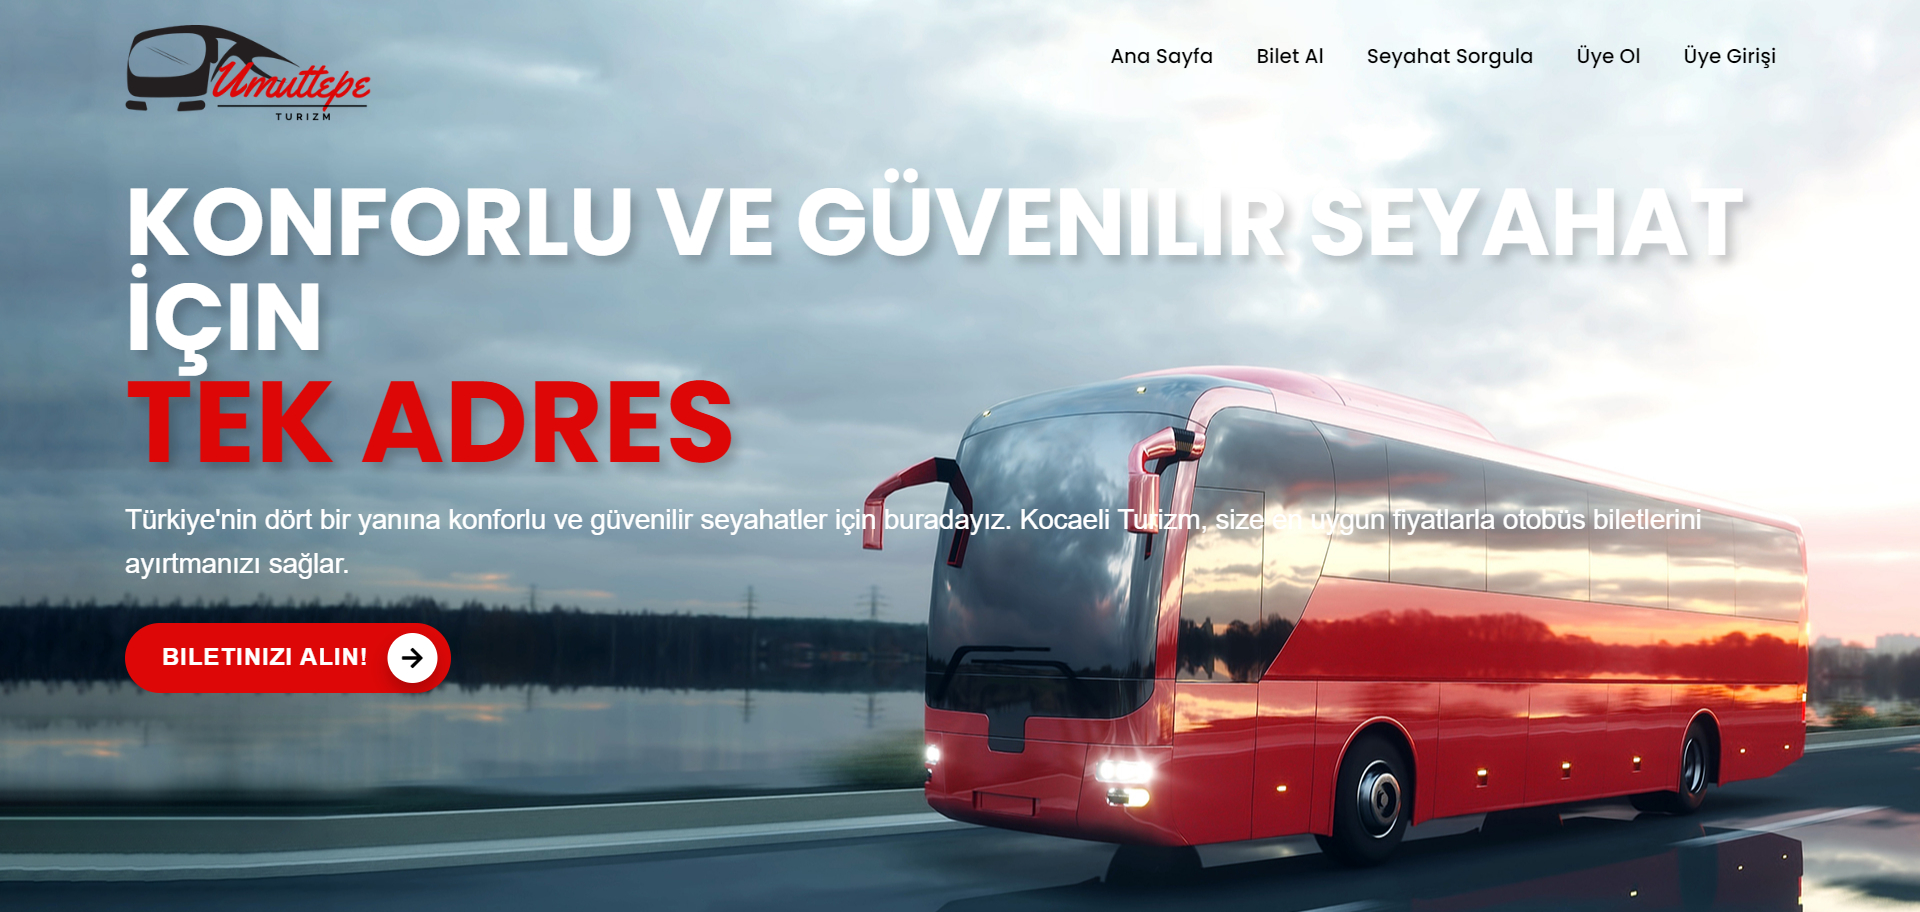 Umuttepe
TURIZM
Ana Sayfa Bilet Al Seyahat Sorgula Üye Ol Üye Girişi
KONFORLU VE GÜVENILIR SEYAHAT
İÇIN
TEK ADRES
Türkiye'nin dört bir yanına konforlu ve güvenilir seyahatler için buradayız. Kocaeli Turizm, size en uygun fiyatlarla otobüs biletlerini
ayırtmanızı sağlar.
BILETINIZI ALIN!